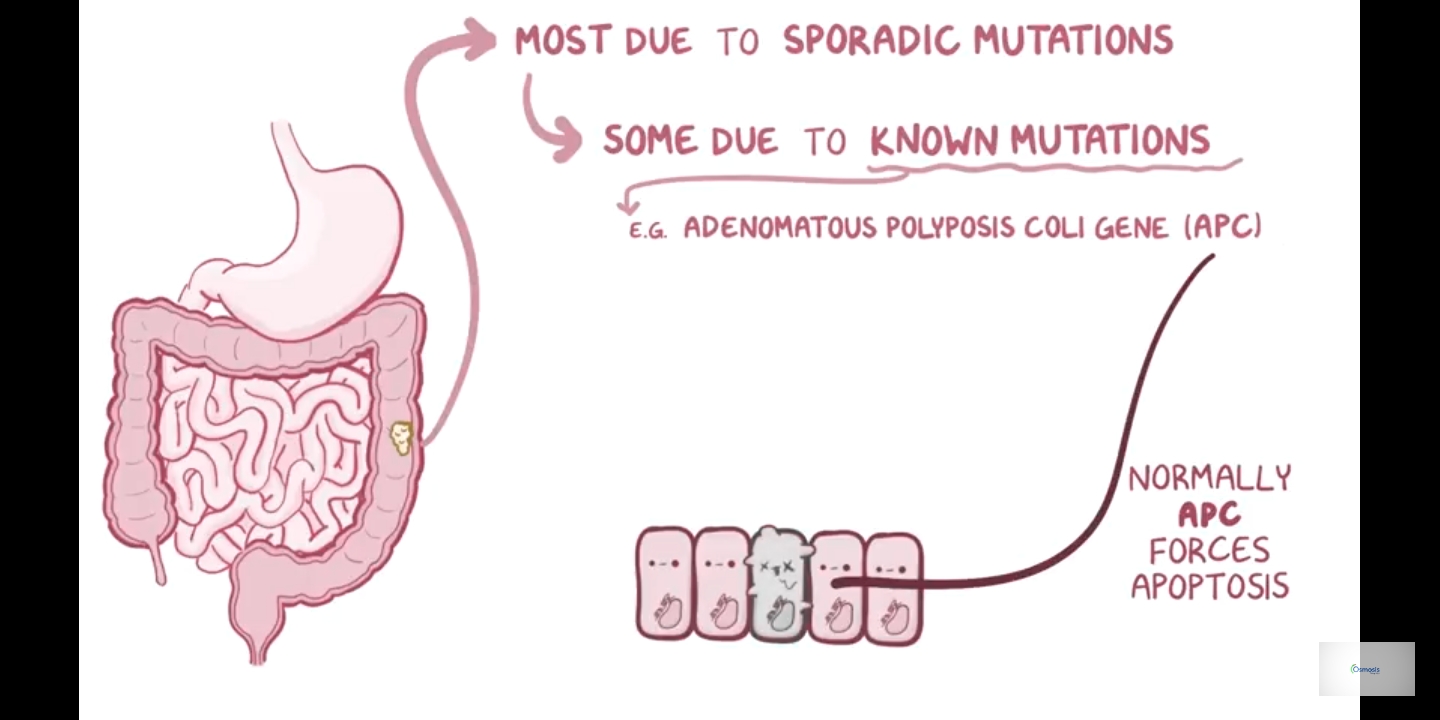 MOST DUE TO SPORADIC MUTATIONS
SOME DUE TO KNOWN MUTATIONS
E.G. ADENOMATOUS POLYPOSIS COLI GENE (APC)
NORMALLY
APC
FORCES
APOPTOSIS
Osmosis